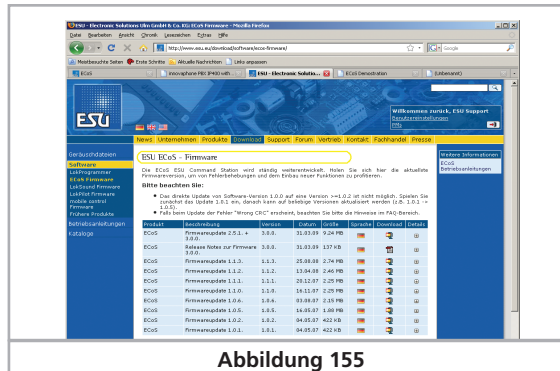 ESU - Electronic Solutions Ulm GmbH & Co. KG: ECoS Firmware - Mozilla Firefox
Datei Bearbeiten Ansicht Chronik Lesezeichen Extras Hilfe
http://www.esu.eu/download/software/ecos-firmware/
Google
Meistbesuchte Seiten Erste Schritte Aktuelle Nachrichten Links anpassen
ECoS innovaphone PBX IP400 with ESU - Electronic Solutio... ECoS Demonstration (Unbenannt)
ESU
Willkommen zurück, ESU Support
Benutzereinstellungen
PMs
News Unternehmen Produkte Download Support Forum Vertrieb Kontakt Fachhandel Presse
Geräuschdateien
Software
LokProgrammer
ECoS Firmware
LokSound Firmware
LokPilot Firmware
mobile control
Firmware
Frühere Produkte
Betriebsanleitungen
Kataloge
ESU ECoS - Firmware
Die ECoS ESU Command Station wird ständig weiterentwickelt. Holen Sie sich hier die aktuellste
Firmwareversion, um von Fehlerbehebungen und dem Einbau neuer Funktionen zu profitieren.
Bitte beachten Sie:
Das direkte Update von Software-Version 1.0.0 auf eine Version >=1.0.2 ist nicht möglich. Spielen Sie
zunächst das Update 1.0.1 ein, danach kann auf beliebige Versionen aktualisiert werden (z.B. 1.0.1 ->
1.0.5).
Falls beim Update der Fehler "Wrong CRC" erscheint, beachten Sie bitte die Hinweise im FAQ-Bereich.
Weitere Informationen
ECoS
Betriebsanleitungen
Produkt Beschreibung Version Datum Größe Sprache Download Details
ECoS Firmwareupdate 2.5.1. + 3.0.0. 31.03.09 9.24 MB
3.0.0.
ECoS Release Notes zur Firmware 3.0.0. 31.03.09 137 KB
3.0.0.
ECoS Firmwareupdate 1.1.3. 1.1.3. 25.08.08 2.74 MB
ECoS Firmwareupdate 1.1.2. 1.1.2. 13.04.08 2.46 MB
ECoS Firmwareupdate 1.1.1. 1.1.1. 20.12.07 2.25 MB
ECoS Firmwareupdate 1.1.0. 1.1.0. 16.11.07 2.25 MB
ECoS Firmwareupdate 1.0.6. 1.0.6. 03.08.07 2.15 MB
ECoS Firmwareupdate 1.0.5. 1.0.5. 16.05.07 1.88 MB
ECoS Firmwareupdate 1.0.2. 1.0.2. 04.05.07 422 KB
ECoS Firmwareupdate 1.0.1. 1.0.1. 04.05.07 422 KB
Abbildung 155